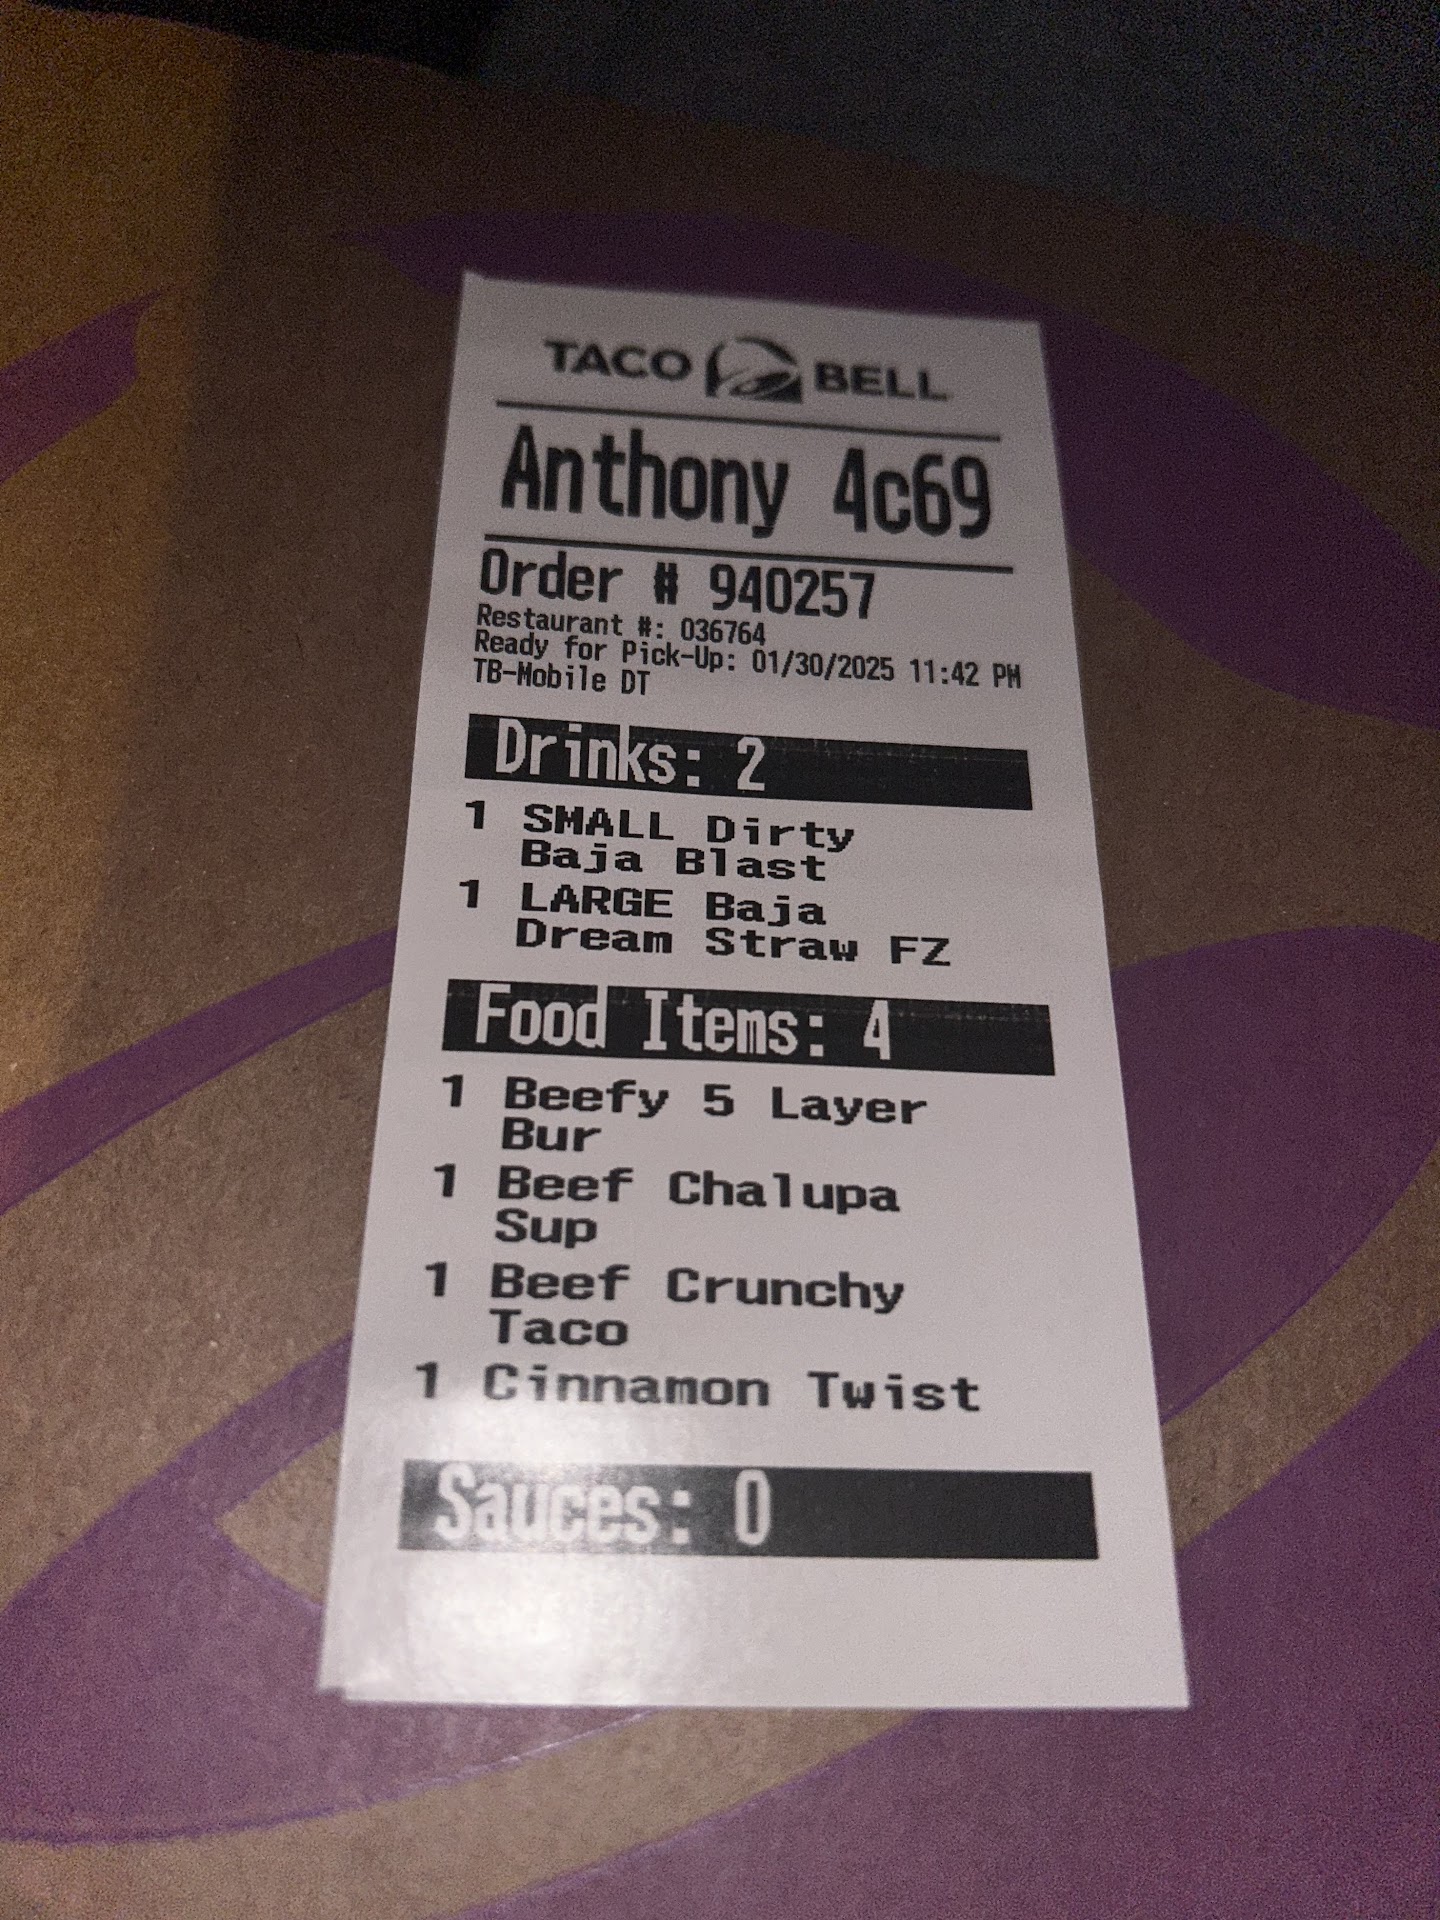 TACO BELL
Anthony 4c69
Order # 940257
Restaurant #: 036764
Ready for Pick-Up: 01/30/2025 11:42 PM
TB-Mobile DT
Drinks: 2
1 SMALL Dirty
Baja Blast
1 LARGE Baja
Dream Straw FZ
Food Items: 4
1 Beefy 5 Layer
Bur
1 Beef Chalupa
Sup
1 Beef Crunchy
Taco
1 Cinnamon Twist
Sauces: 0